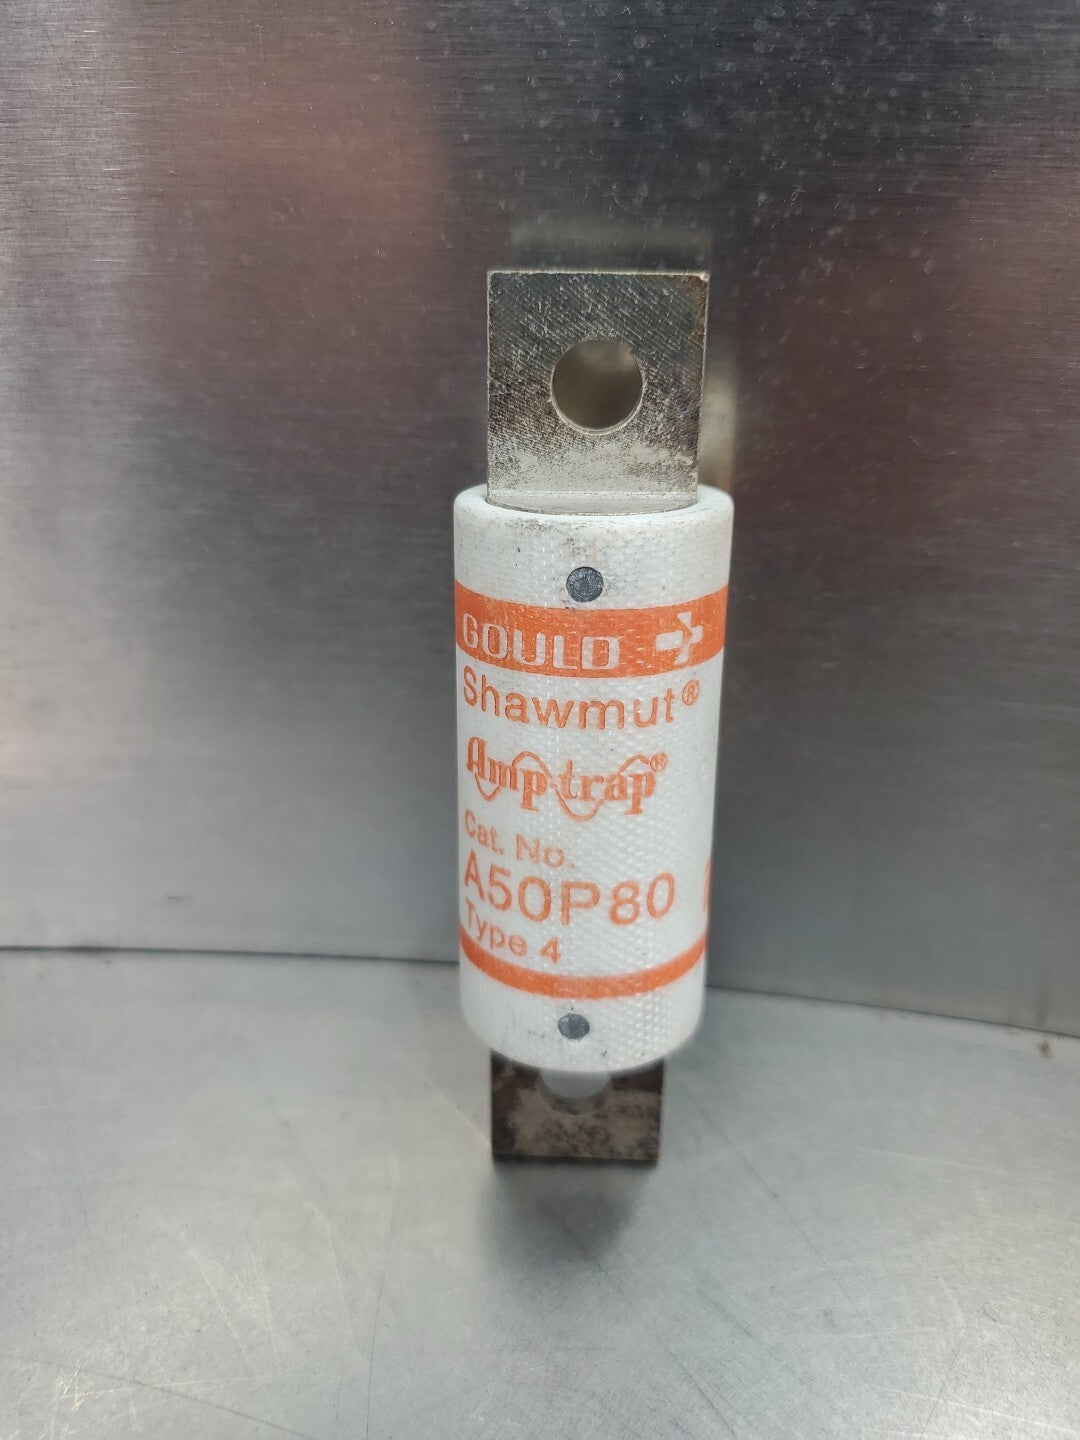 GOULD
Shawmut®
Amp-trap®
Cat. No.
A50P80
Type 4